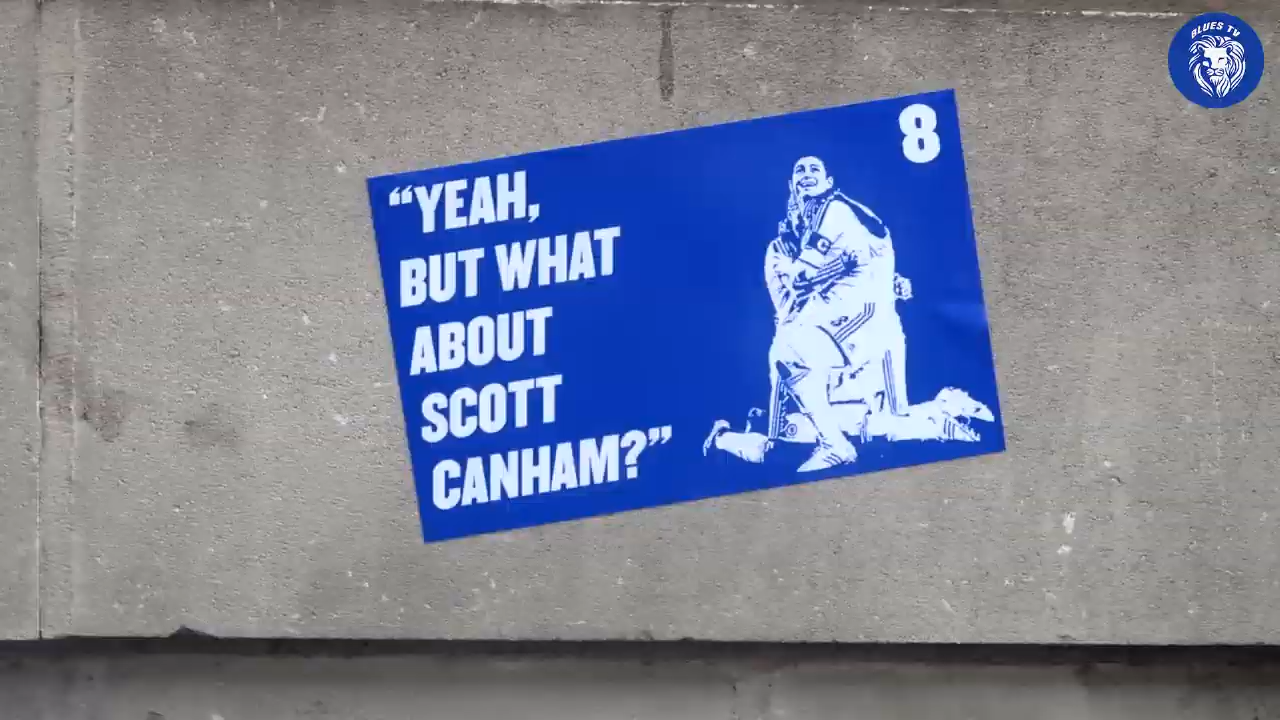 BLUES TV
8
“YEAH,
BUT WHAT
ABOUT
SCOTT
CANHAM?”